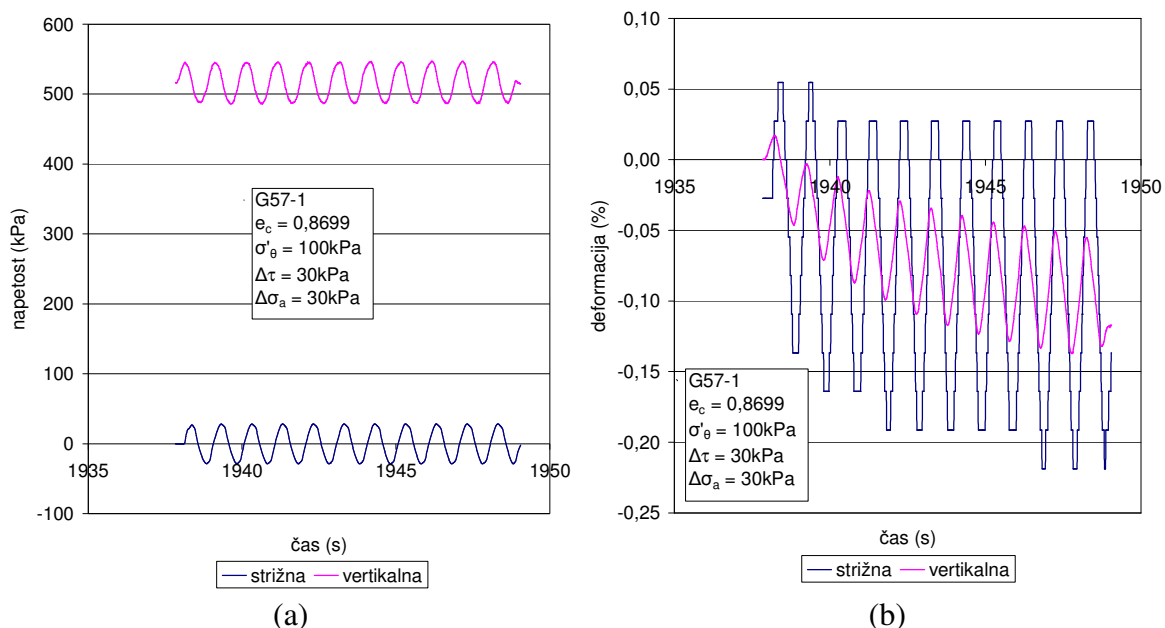 600
500
400
300
200
100
0
-100
1935
1940
1945
1950
napetost (kPa)
čas (s)
G57-1
e_c = 0,8699
σ'_θ = 100kPa
Δτ = 30kPa
Δσ_a = 30kPa
strižna
vertikalna
(a)
0,10
0,05
0,00
-0,05
-0,10
-0,15
-0,20
-0,25
1935
1940
1945
1950
deformacija (%)
čas (s)
G57-1
e_c = 0,8699
σ'_θ = 100kPa
Δτ = 30kPa
Δσ_a = 30kPa
strižna
vertikalna
(b)